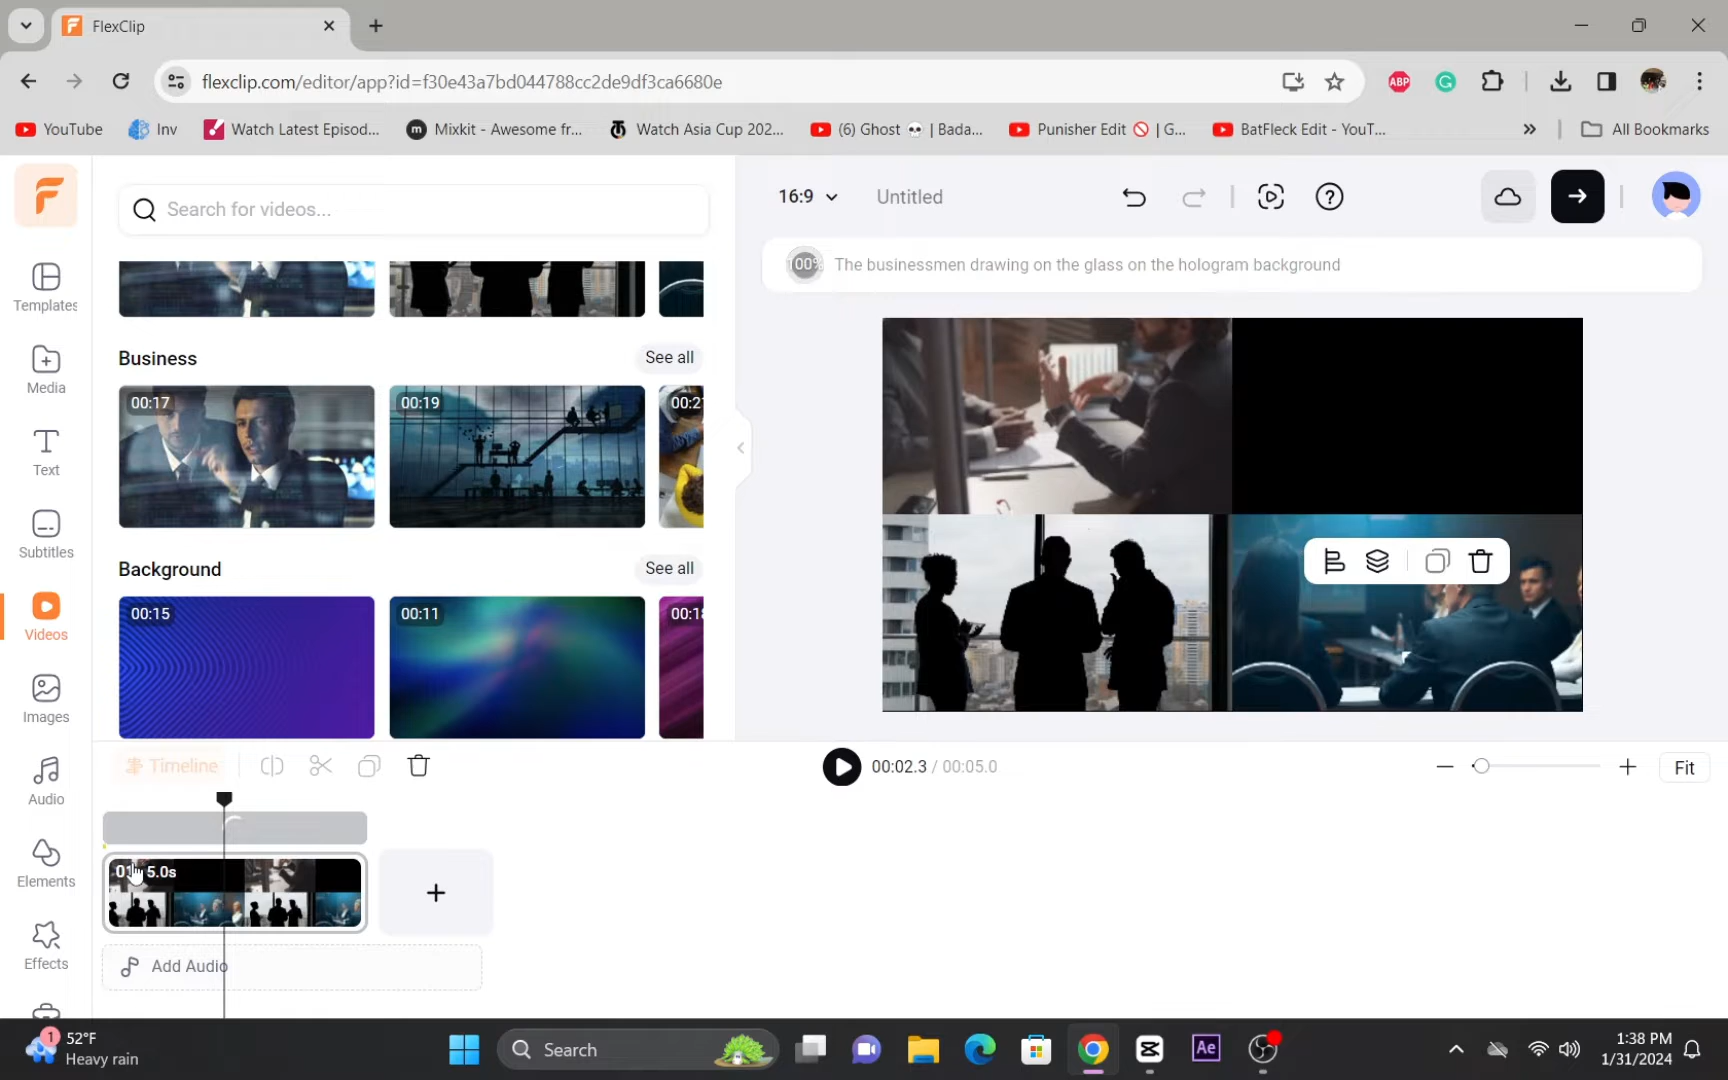 FlexClip
flexclip.com/editor/app?id=f30e43a7bd044788cc2de9df3ca6680e
ABP
G
YouTube
Inv
Watch Latest Episod...
m
Mixkit - Awesome fr...
Watch Asia Cup 202...
(6) Ghost 💀 | Bada...
Punisher Edit 🚫 | G...
BatFleck Edit - YouT...
»
All Bookmarks
Search for videos...
16:9
Untitled
100%
The businessmen drawing on the glass on the hologram background
Templates
Media
Text
Subtitles
Videos
Images
Audio
Elements
Effects
Business
See all
00:17
00:19
Background
See all
00:15
00:11
Timeline
00:02.3 / 00:05.0
Fit
5.0s
Add Audio
1
52°F
Heavy rain
Search
Ae
1:38 PM
1/31/2024